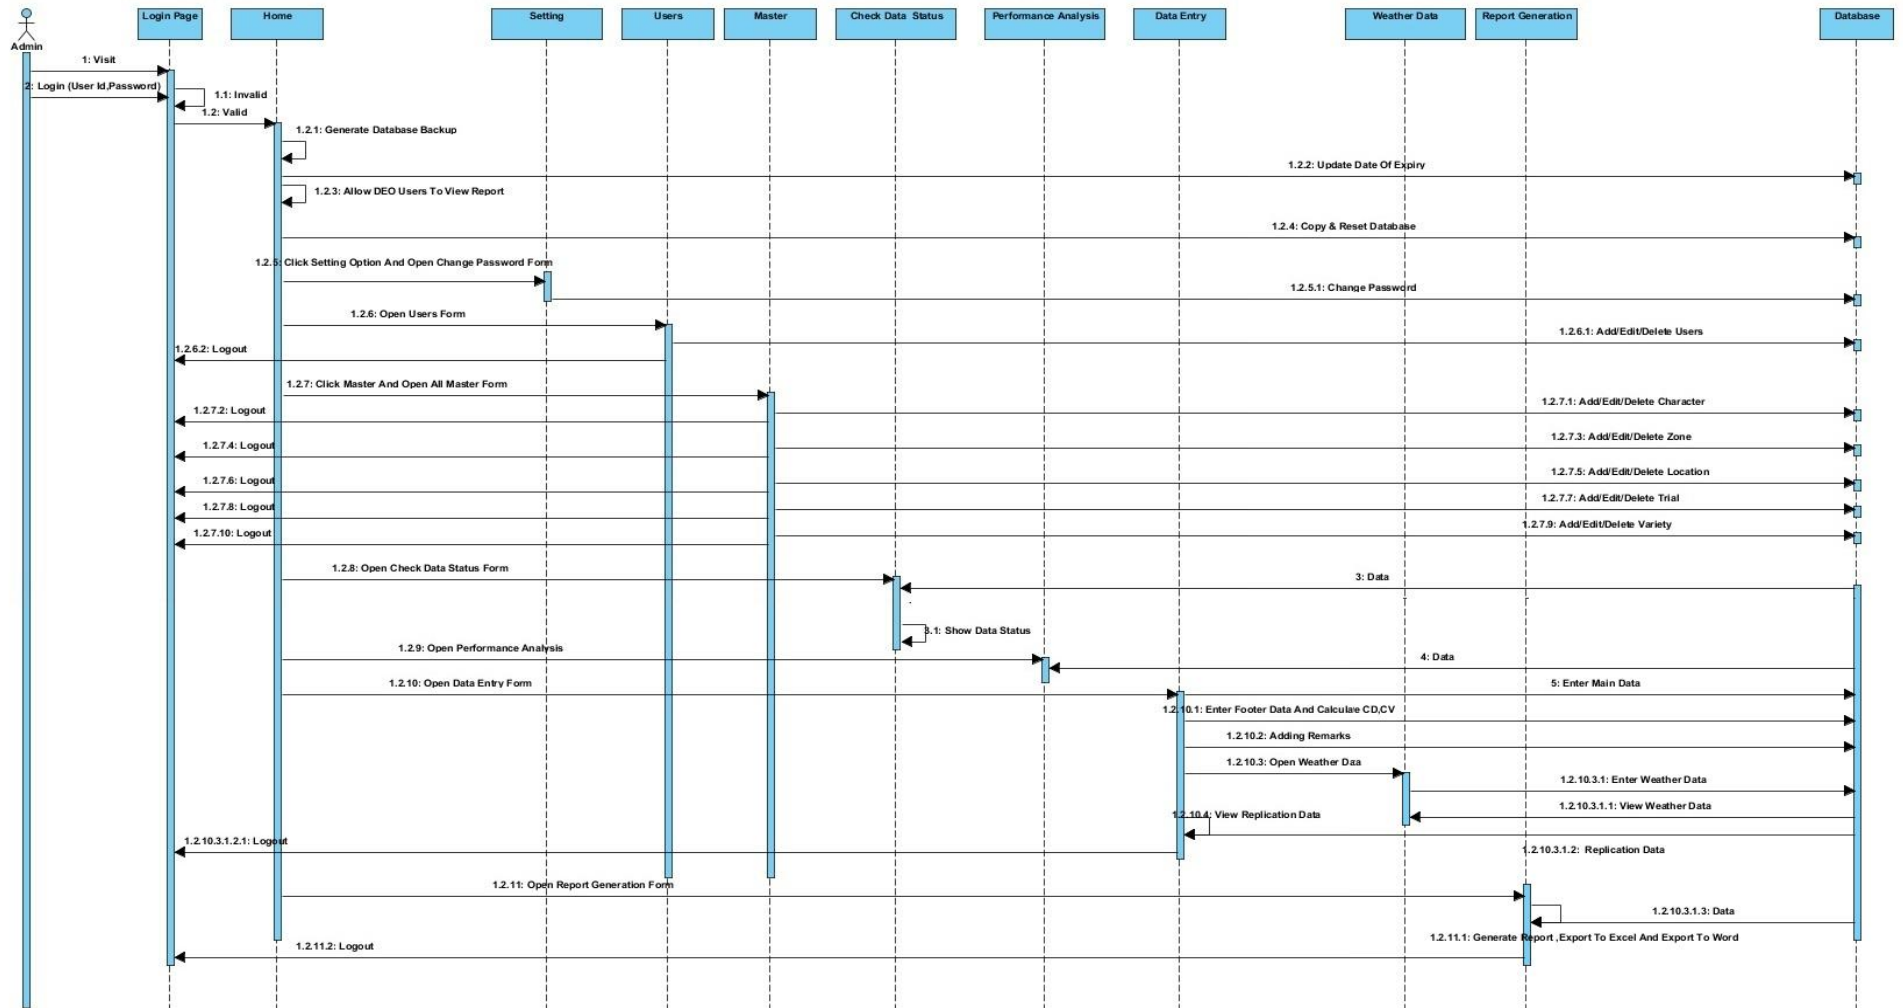 Login Page
Home
Setting
Users
Master
Check Data Status
Performance Analysis
Data Entry
Weather Data
Report Generation
Database
Admin
1: Visit
2: Login (User Id,Password)
1.1: Invalid
1.2: Valid
1.2.1: Generate Database Backup
1.2.2: Update Date Of Expiry
1.2.3: Allow DEO Users To View Report
1.2.4: Copy & Reset Database
1.2.5: Click Setting Option And Open Change Password Form
1.2.5.1: Change Password
1.2.6: Open Users Form
1.2.6.1: Add/Edit/Delete Users
1.2.6.2: Logout
1.2.7: Click Master And Open All Master Form
1.2.7.1: Add/Edit/Delete Character
1.2.7.2: Logout
1.2.7.3: Add/Edit/Delete Zone
1.2.7.4: Logout
1.2.7.5: Add/Edit/Delete Location
1.2.7.6: Logout
1.2.7.7: Add/Edit/Delete Trial
1.2.7.8: Logout
1.2.7.9: Add/Edit/Delete Variety
1.2.7.10: Logout
1.2.8: Open Check Data Status Form
3: Data
3.1: Show Data Status
1.2.9: Open Performance Analysis
4: Data
1.2.10: Open Data Entry Form
5: Enter Main Data
1.2.10.1: Enter Footer Data And Calculate CD,CV
1.2.10.2: Adding Remarks
1.2.10.3: Open Weather Daa
1.2.10.3.1: Enter Weather Data
1.2.10.3.1.1: View Weather Data
1.2.10.4: View Replication Data
1.2.10.3.1.2.1: Logout
1.2.10.3.1.2: Replication Data
1.2.11: Open Report Generation Form
1.2.10.3.1.3: Data
1.2.11.1: Generate Report ,Export To Excel And Export To Word
1.2.11.2: Logout